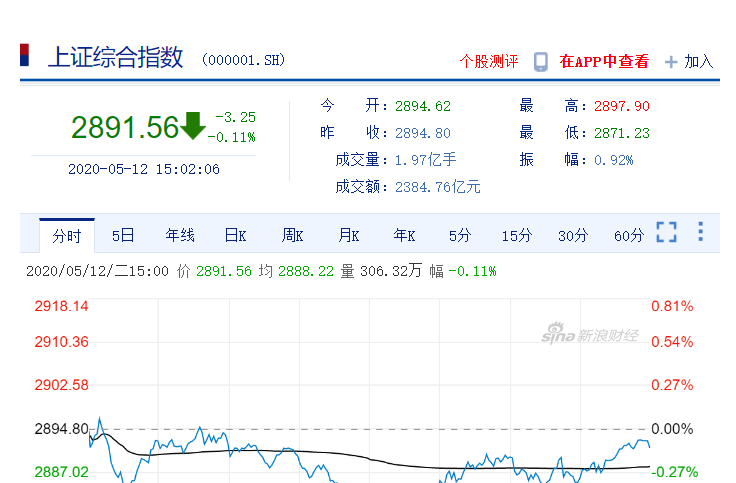 上证综合指数 (000001.SH) 个股测评 在APP中查看 + 加入
2891.56 -3.25 -0.11%
2020-05-12 15:02:06
今 开: 2894.62 最 高: 2897.90
昨 收: 2894.80 最 低: 2871.23
成交量: 1.97亿手 振 幅: 0.92%
成交额: 2384.76亿元
分时 5日 年线 日K 周K 月K 年K 5分 15分 30分 60分
2020/05/12/二15:00 价 2891.56 均 2888.22 量 306.32万 幅 -0.11%
2918.14 0.81%
2910.36 0.54%
sina新浪财经
2902.58 0.27%
2894.80 0.00%
2887.02 -0.27%